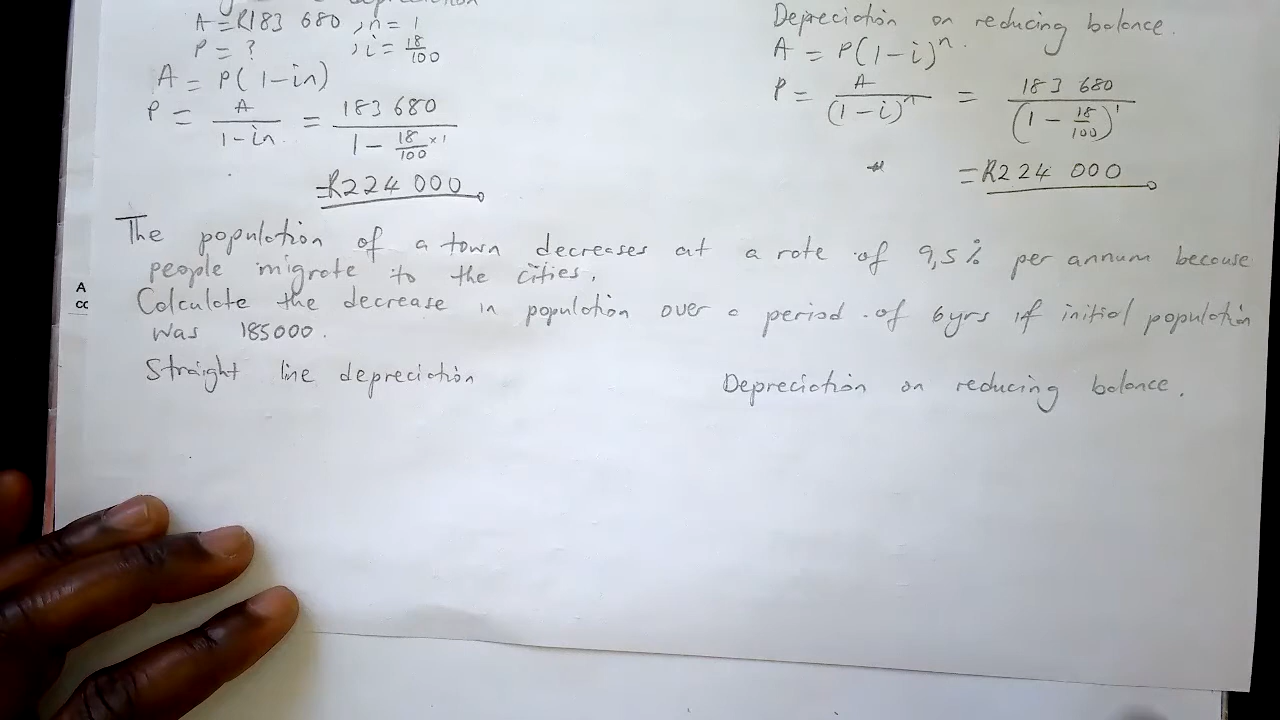 depreciation
A = R183 680 , n = 1
P = ? , i = 18/100
A = P(1-in)
P = A/1-in = 183 680/1 - 18/100 x 1
=R224 000
Depreciation on reducing balance.
A = P(1-i)^n.
P = A/(1-i)^n = 183 680/(1 - 18/100)^1
= R224 000
The population of a town decreases at a rate of 9,5% per annum because
people migrate to the cities.
Calculate the decrease in population over a period of 6yrs if initial population
was 185000.
Straight line depreciation
Depreciation on reducing balance.
A
cc